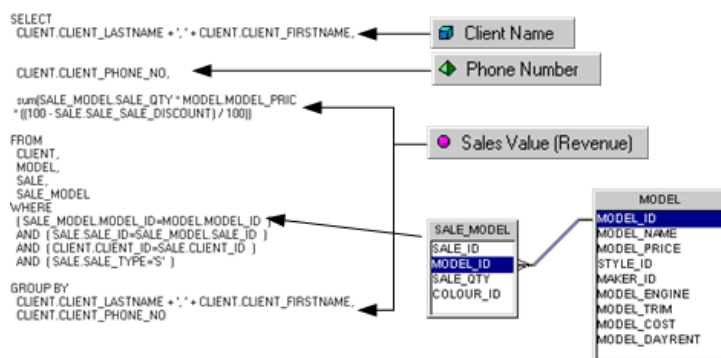 SELECT
CLIENT.CLIENT_LASTNAME + ', ' + CLIENT.CLIENT_FIRSTNAME,
CLIENT.CLIENT_PHONE_NO,
sum(SALE_MODEL.SALE_QTY * MODEL.MODEL_PRIC
* ((100 - SALE.SALE_SALE_DISCOUNT) / 100))
FROM
CLIENT,
MODEL,
SALE,
SALE_MODEL
WHERE
( SALE_MODEL.MODEL_ID=MODEL.MODEL_ID )
AND ( SALE.SALE_ID=SALE_MODEL.SALE_ID )
AND ( CLIENT.CLIENT_ID=SALE.CLIENT_ID )
AND ( SALE.SALE_TYPE='S' )
GROUP BY
CLIENT.CLIENT_LASTNAME + ', ' + CLIENT.CLIENT_FIRSTNAME,
CLIENT.CLIENT_PHONE_NO
Client Name
Phone Number
Sales Value (Revenue)
SALE_MODEL
SALE_ID
MODEL_ID
SALE_QTY
COLOUR_ID
MODEL
MODEL_ID
MODEL_NAME
MODEL_PRICE
STYLE_ID
MAKER_ID
MODEL_ENGINE
MODEL_TRIM
MODEL_COST
MODEL_DAYRENT